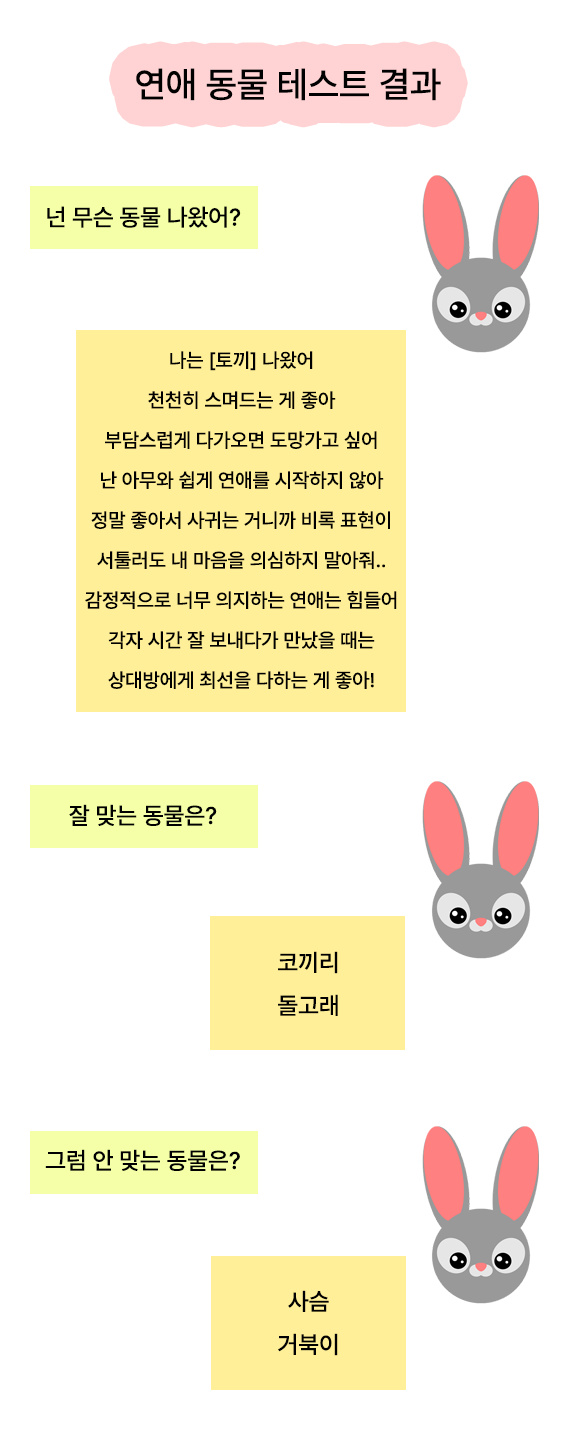 연애 동물 테스트 결과
넌 무슨 동물 나왔어?
나는 [토끼] 나왔어
천천히 스며드는 게 좋아
부담스럽게 다가오면 도망가고 싶어
난 아무와 쉽게 연애를 시작하지 않아
정말 좋아서 사귀는 거니까 비록 표현이
서툴러도 내 마음을 의심하지 말아줘..
감정적으로 너무 의지하는 연애는 힘들어
각자 시간 잘 보내다가 만났을 때는
상대방에게 최선을 다하는 게 좋아!
잘 맞는 동물은?
코끼리
돌고래
그럼 안 맞는 동물은?
사슴
거북이